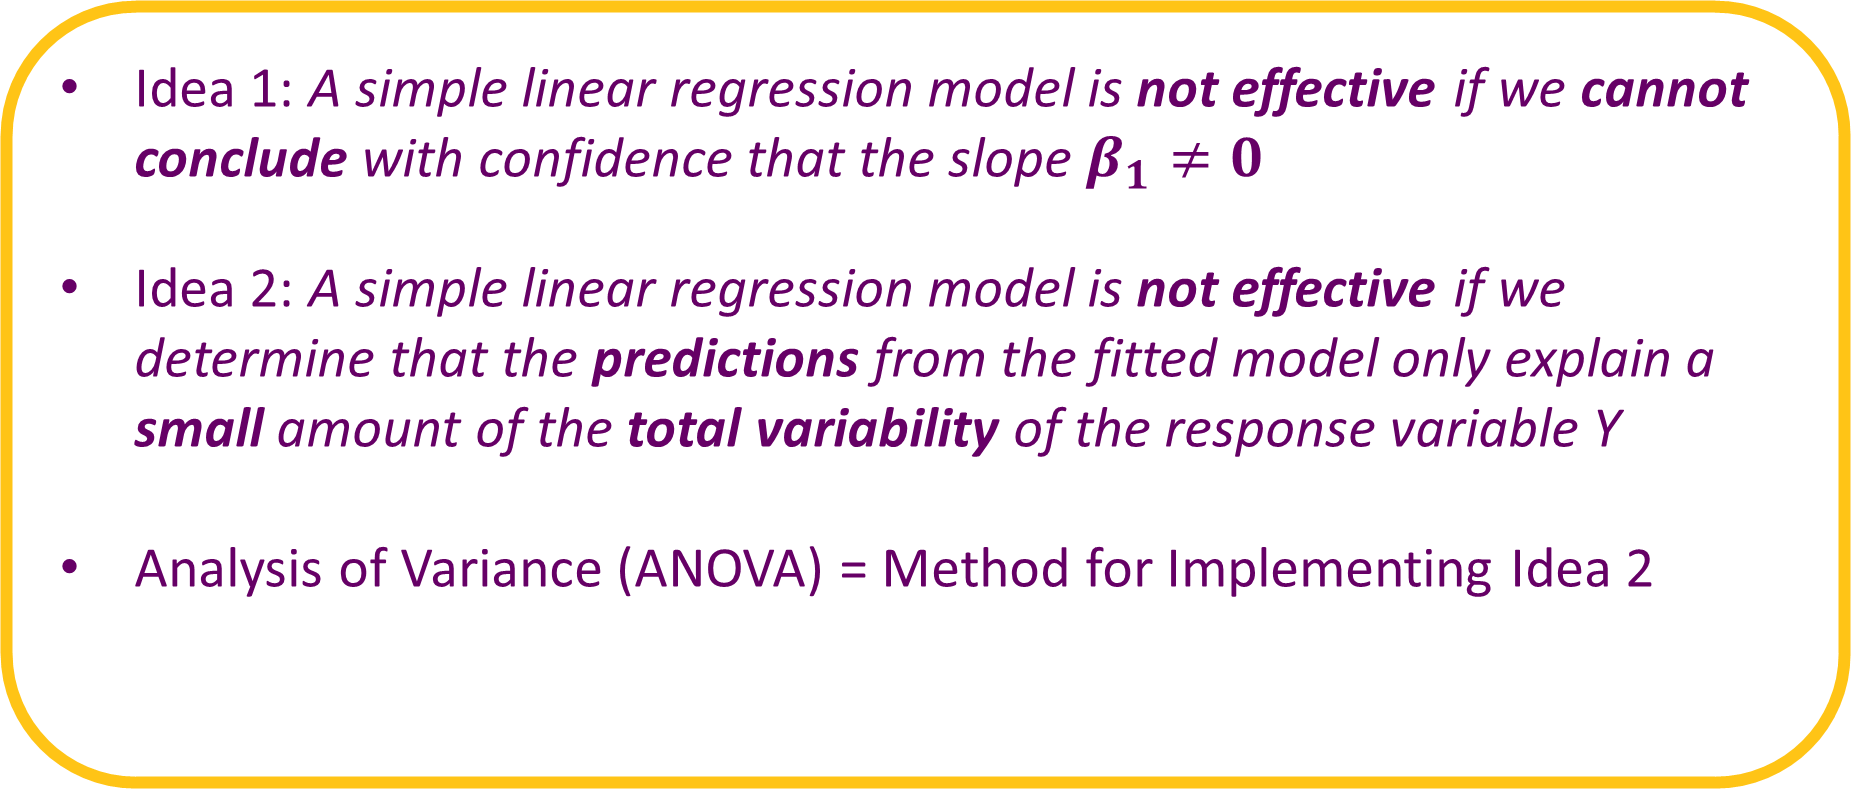 • Idea 1: A simple linear regression model is not effective if we cannot
conclude with confidence that the slope β₁ ≠ 0
• Idea 2: A simple linear regression model is not effective if we
determine that the predictions from the fitted model only explain a
small amount of the total variability of the response variable Y
• Analysis of Variance (ANOVA) = Method for Implementing Idea 2